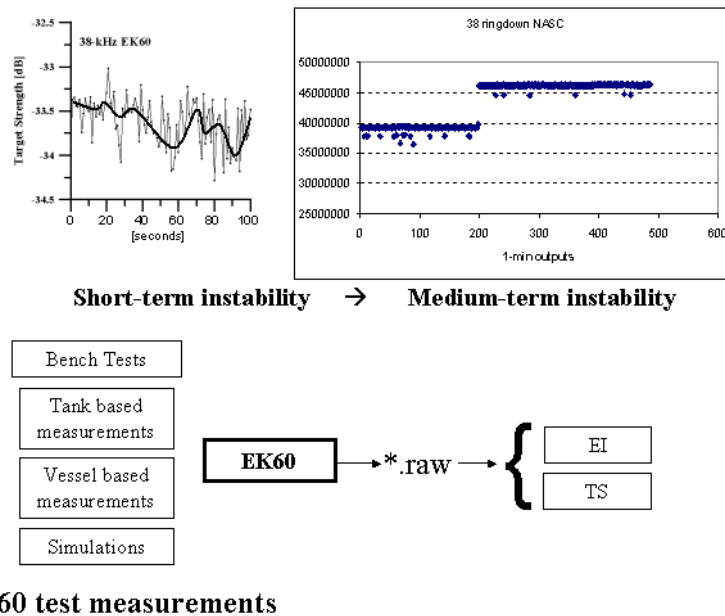 38-kHz EK60
Target Strength [dB]
-32.5
-33
-33.5
-34
-34.5
0 20 40 60 80 100
[seconds]
38 ringdown NASC
50000000
45000000
40000000
35000000
30000000
25000000
0 100 200 300 400 500 600
1-min outputs
Short-term instability → Medium-term instability
Bench Tests
Tank based
measurements
Vessel based
measurements
Simulations
EK60
*.raw
EI
TS
60 test measurements